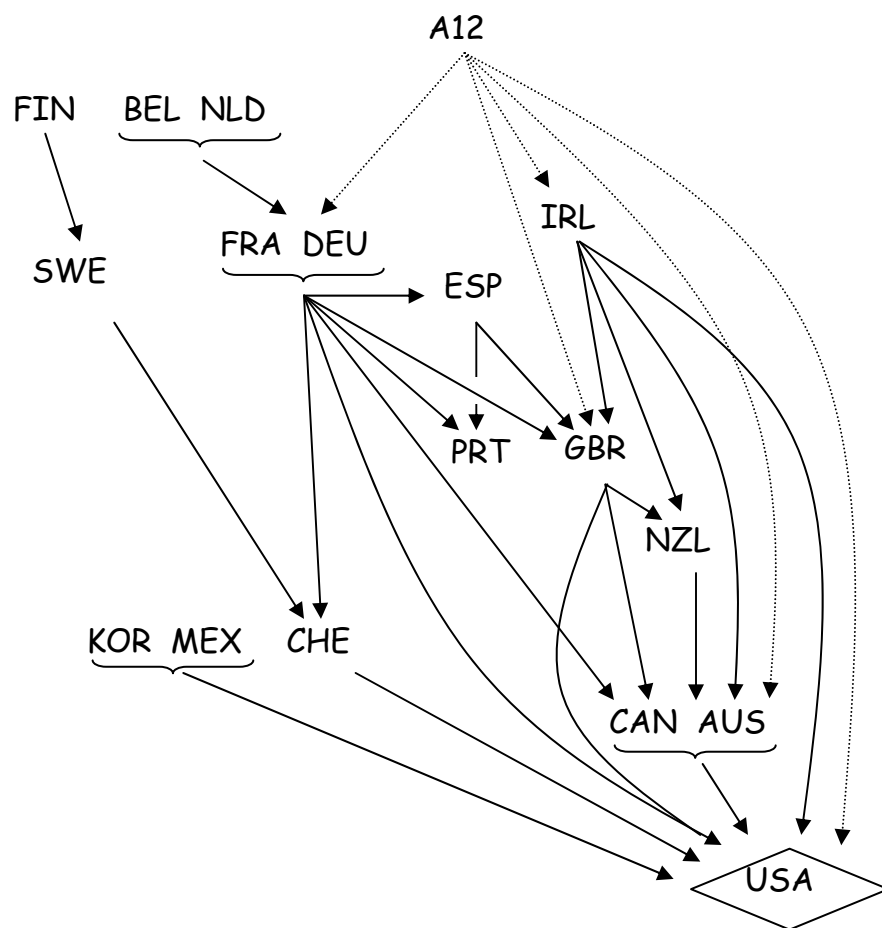 A12
FIN BEL NLD
IRL
FRA DEU
SWE
ESP
PRT GBR
NZL
KOR MEX CHE
CAN AUS
USA